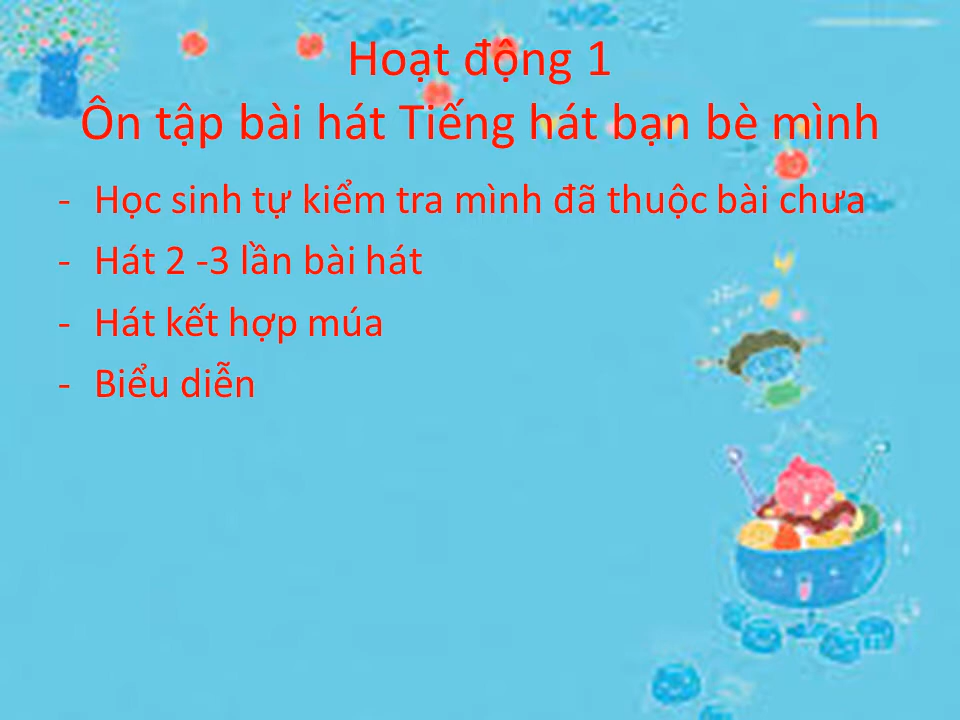 Hoạt động 1
Ôn tập bài hát Tiếng hát bạn bè mình
- Học sinh tự kiểm tra mình đã thuộc bài chưa
- Hát 2 -3 lần bài hát
- Hát kết hợp múa
- Biểu diễn